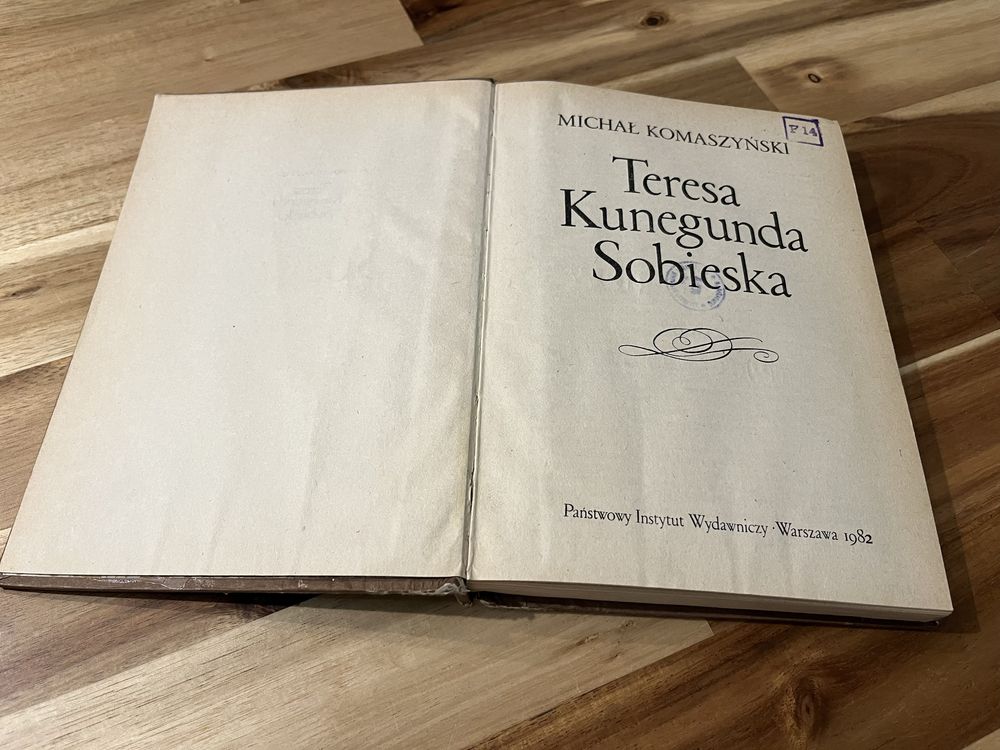 MICHAŁ KOMASZYŃSKI
F 14
Teresa
Kunegunda
Sobieska
Państwowy Instytut Wydawniczy · Warszawa 1982